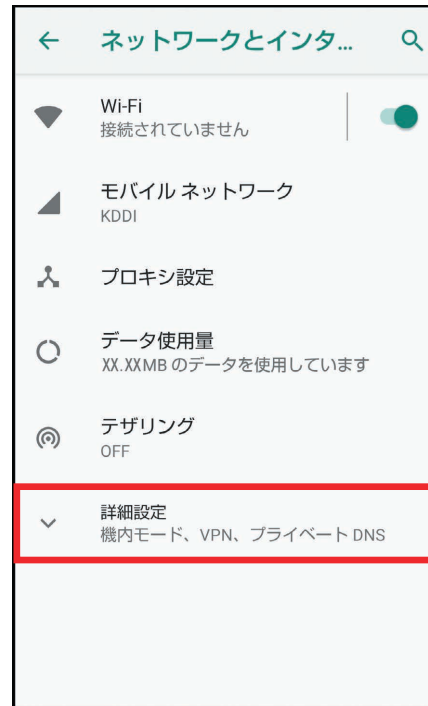 ネットワークとインタ...
Wi-Fi
接続されていません
モバイル ネットワーク
KDDI
プロキシ設定
データ使用量
XX.XXMB のデータを使用しています
テザリング
OFF
詳細設定
機内モード、VPN、プライベート DNS